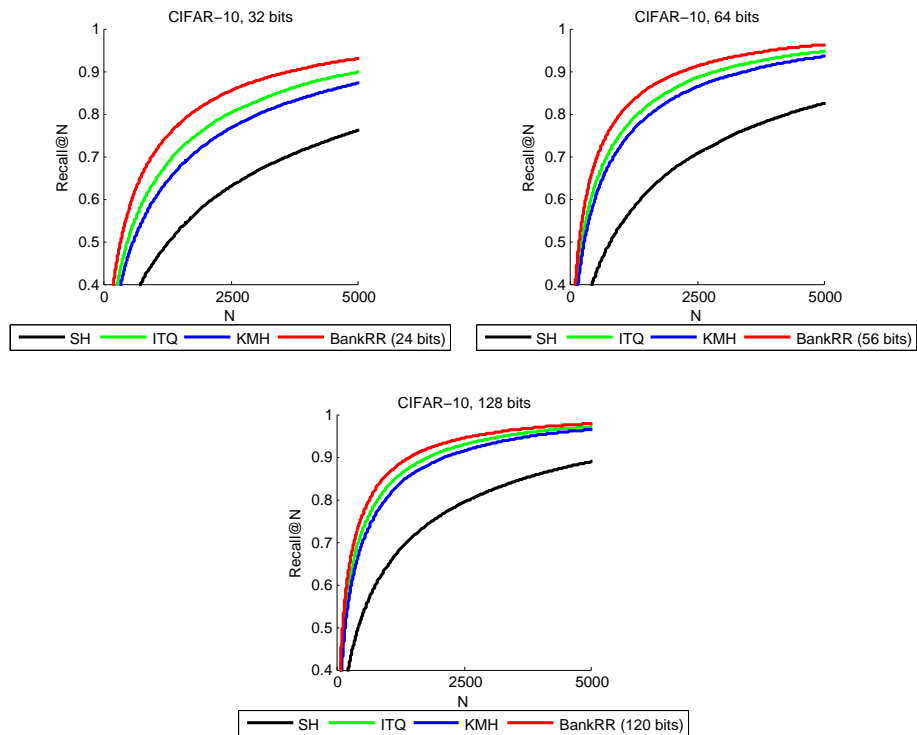 CIFAR−10, 32 bits
1
0.9
0.8
0.7
0.6
0.5
0.4
Recall@N
0 2500 5000
N
SH ITQ KMH BankRR (24 bits)
CIFAR−10, 64 bits
1
0.9
0.8
0.7
0.6
0.5
0.4
Recall@N
0 2500 5000
N
SH ITQ KMH BankRR (56 bits)
CIFAR−10, 128 bits
1
0.9
0.8
0.7
0.6
0.5
0.4
Recall@N
0 2500 5000
N
SH ITQ KMH BankRR (120 bits)